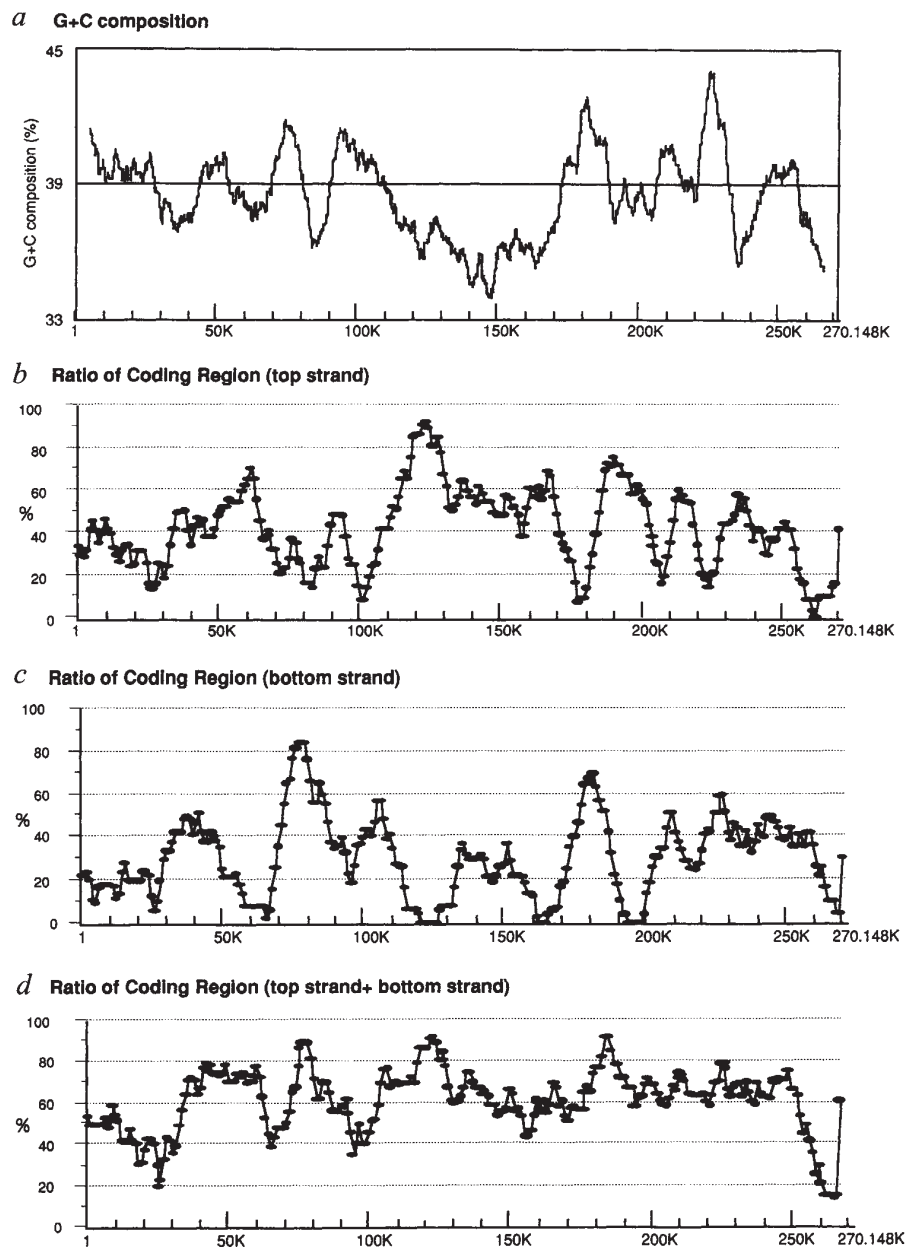 a G+C composition
45
39
33
G+C composition (%)
50K 100K 150K 200K 250K 270.148K
b Ratio of Coding Region (top strand)
100
80
60
%
40
20
0
1 50K 100K 150K 200K 250K 270.148K
c Ratio of Coding Region (bottom strand)
100
80
60
%
40
20
0
1 50K 100K 150K 200K 250K 270.148K
d Ratio of Coding Region (top strand+ bottom strand)
100
80
60
%
40
20
0
1 50K 100K 150K 200K 250K 270.148K